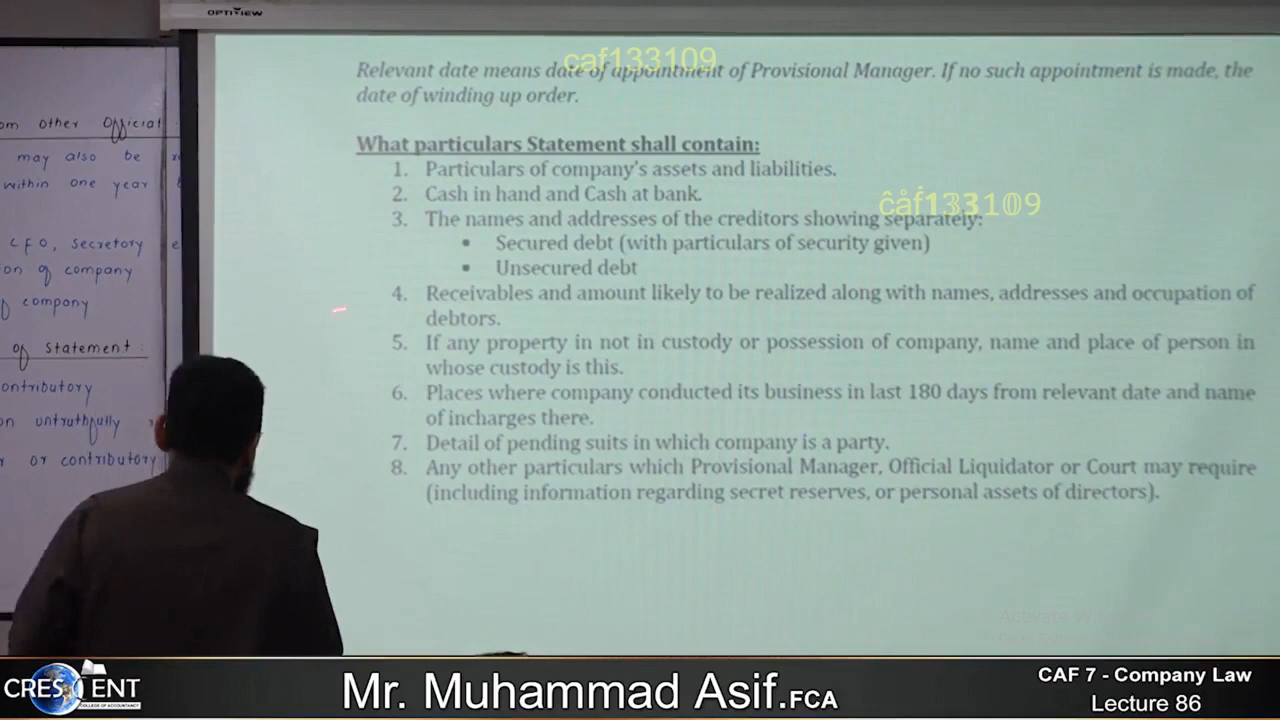 OPTIVIEW
om Other Official :
may also be
within one year
CFO, Secretary
on of company
of company
of Statement :
ontributory
on untruthfully
r or contributory
caf133109
Relevant date means date of appointment of Provisional Manager. If no such appointment is made, the
date of winding up order.
What particulars Statement shall contain:
1. Particulars of company's assets and liabilities.
2. Cash in hand and Cash at bank.
caf133109
3. The names and addresses of the creditors showing separately:
• Secured debt (with particulars of security given)
• Unsecured debt
4. Receivables and amount likely to be realized along with names, addresses and occupation of
debtors.
5. If any property in not in custody or possession of company, name and place of person in
whose custody is this.
6. Places where company conducted its business in last 180 days from relevant date and name
of incharges there.
7. Detail of pending suits in which company is a party.
8. Any other particulars which Provisional Manager, Official Liquidator or Court may require
(including information regarding secret reserves, or personal assets of directors).
CRESCENT
COLLEGE OF ACCOUNTANCY
Mr. Muhammad Asif.FCA
CAF 7 - Company Law
Lecture 86